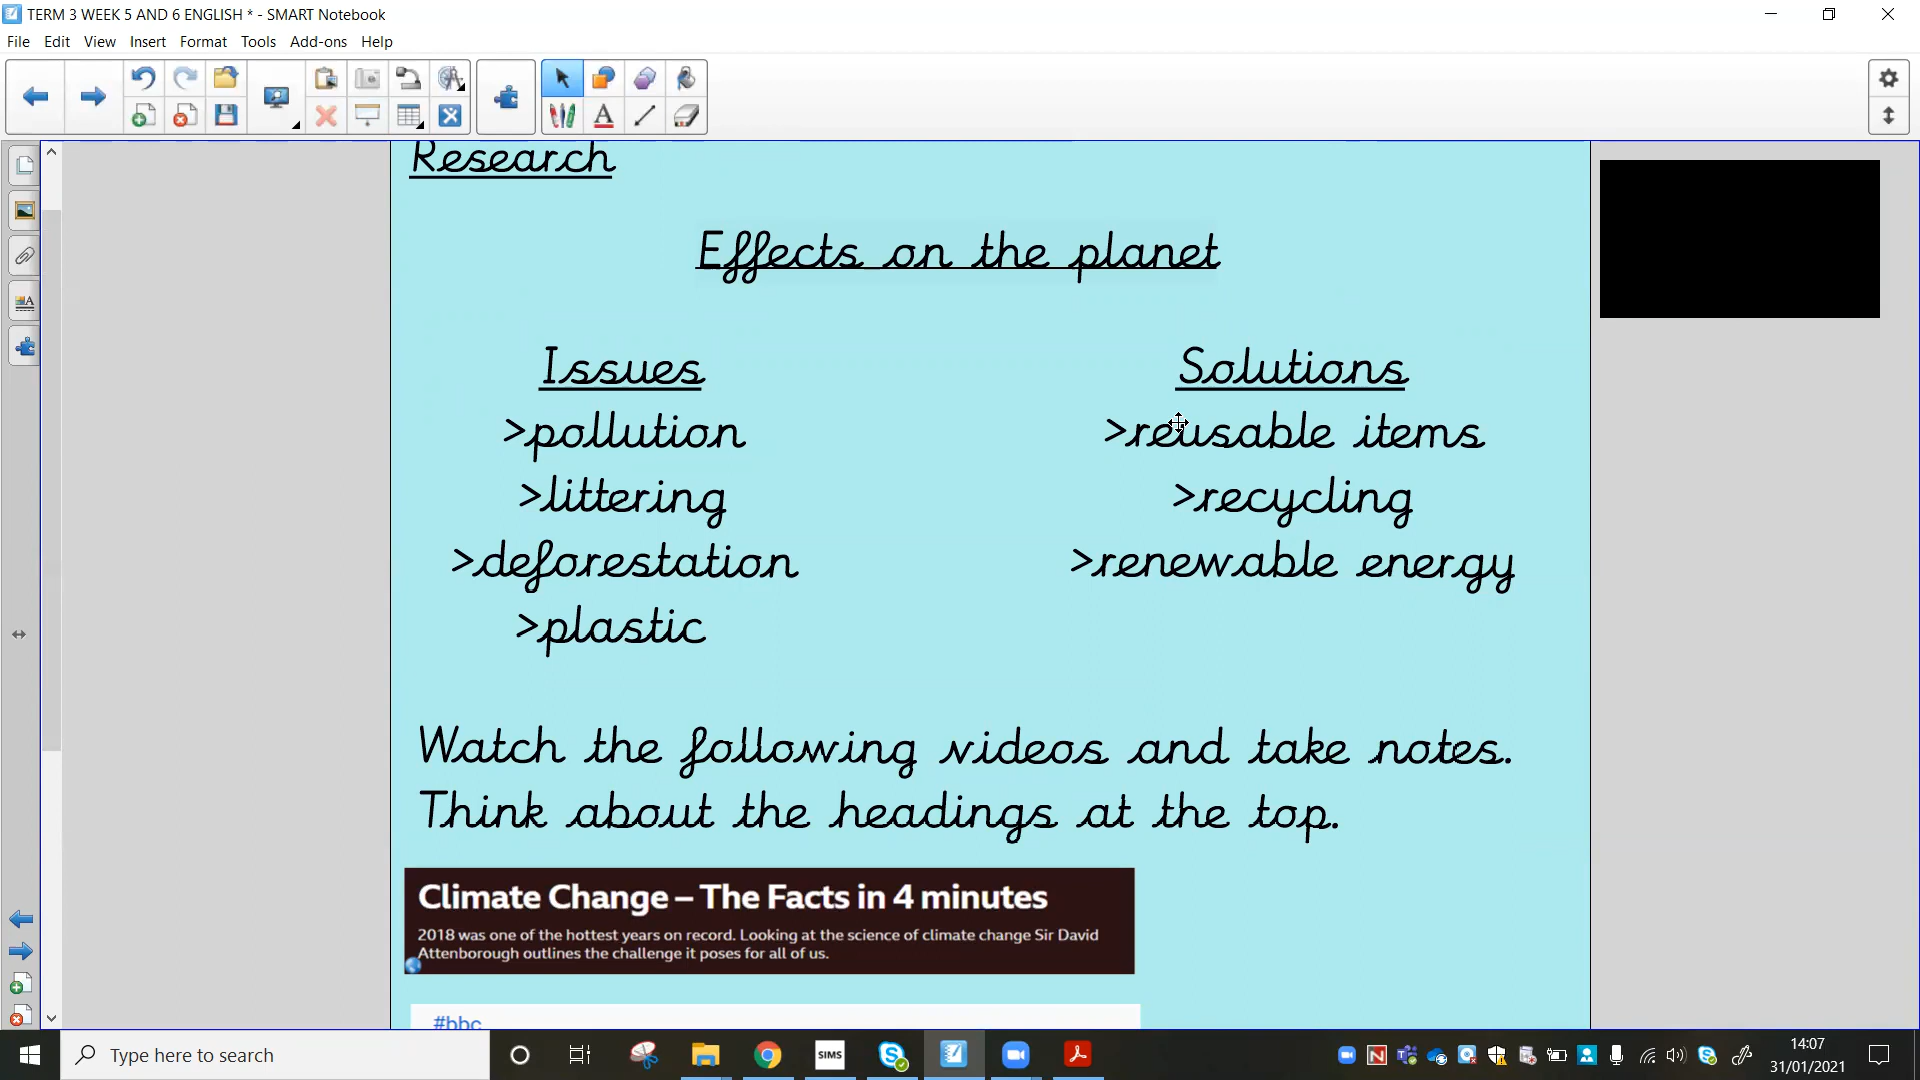 TERM 3 WEEK 5 AND 6 ENGLISH * - SMART Notebook
File Edit View Insert Format Tools Add-ons Help
Research
Effects on the planet
Issues
>pollution
>littering
>deforestation
>plastic
Solutions
>reusable items
>recycling
>renewable energy
Watch the following videos and take notes.
Think about the headings at the top.
Climate Change – The Facts in 4 minutes
2018 was one of the hottest years on record. Looking at the science of climate change Sir David
Attenborough outlines the challenge it poses for all of us.
#bbc
Type here to search
SIMS
14:07
31/01/2021